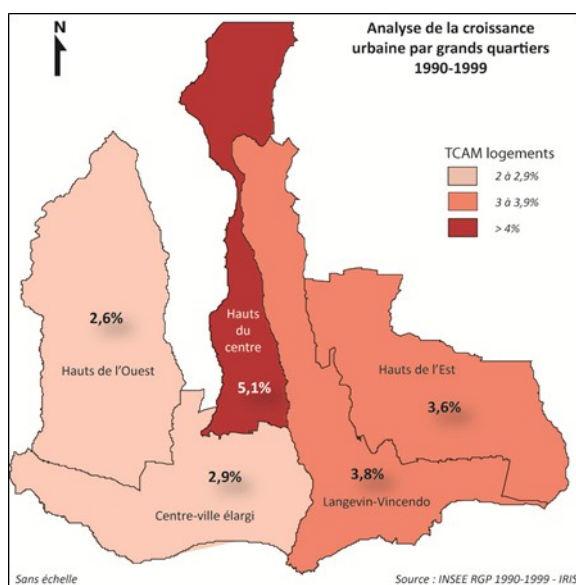 N
Analyse de la croissance
urbaine par grands quartiers
1990-1999
TCAM logements
2 à 2,9%
3 à 3,9%
> 4%
2,6%
Hauts de l'Ouest
Hauts
du
centre
5,1%
Hauts de l'Est
3,6%
2,9%
Centre-ville élargi
3,8%
Langevin-Vincendo
Sans échelle
Source : INSEE RGP 1990-1999 - IRIS